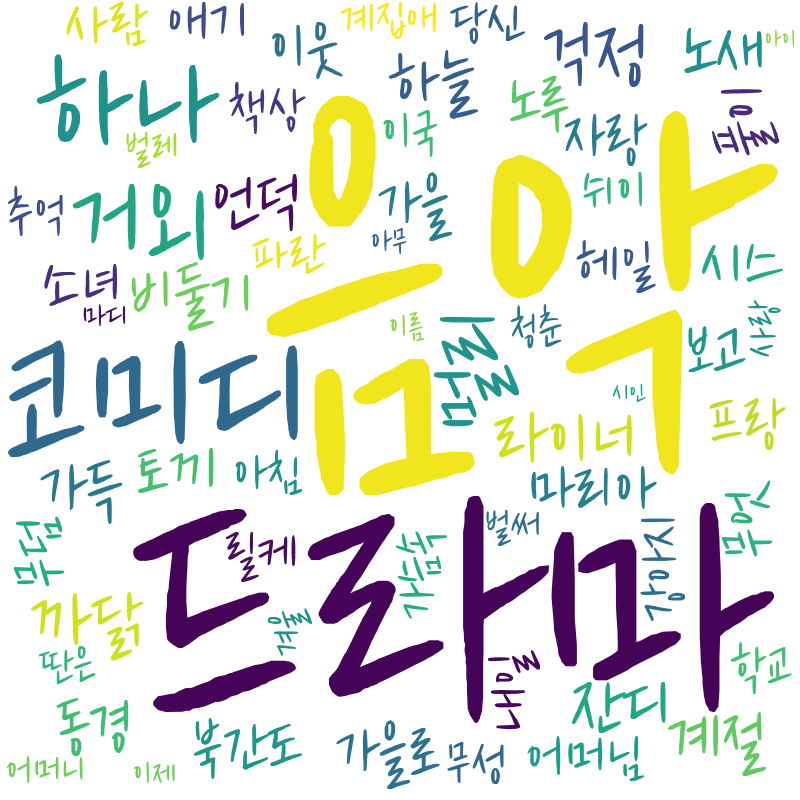 사람 애기 이웃 계집애 당신 걱정 노새 아이
하나 책상 벌레 하늘 이국 노루 자랑 별
추억 거외 언덕 음악 가을 아무 쉬이
소녀 마디 비둘기 파란 헤일 시스
코미디 이름 패 경 옥 청춘 보고 사랑
가득 토끼 아침 라이너 시인 프랑
마리아 벌써 무덤 드라마 릴케 가슴속 강아지 무엇
까닭 딴은 겨울 내일 잔디 학교
동경 북간도 가을로 무성 어머님 계절
어머니 이제